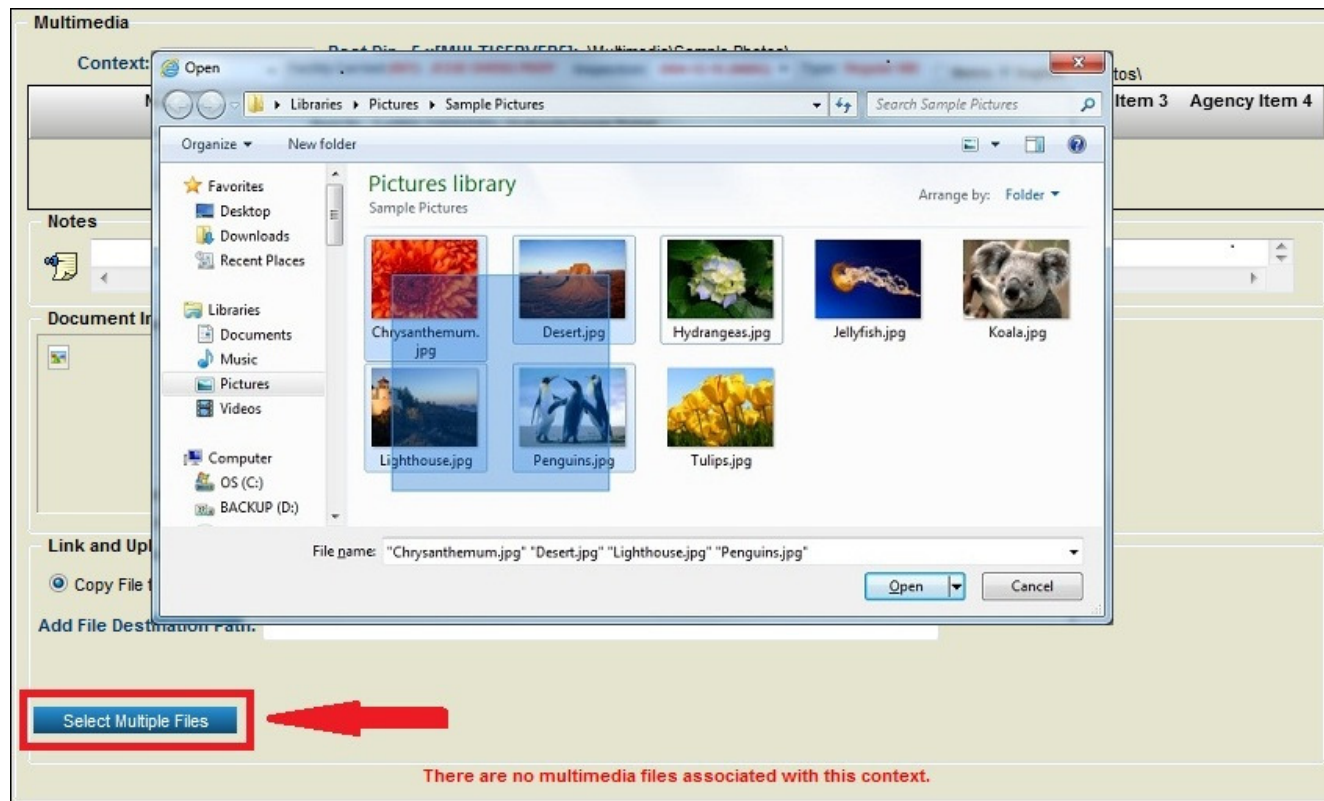 Multimedia
Context:
Open
tos\
Libraries Pictures Sample Pictures
Search Sample Pictures
Item 3 Agency Item 4
Organize New folder
Favorites
Desktop
Downloads
Recent Places
Libraries
Documents
Music
Pictures
Videos
Computer
OS (C:)
BACKUP (D:)
Pictures library
Sample Pictures
Arrange by: Folder
Chrysanthemum.
jpg
Desert.jpg
Hydrangeas.jpg
Jellyfish.jpg
Koala.jpg
Lighthouse.jpg
Penguins.jpg
Tulips.jpg
File name: "Chrysanthemum.jpg" "Desert.jpg" "Lighthouse.jpg" "Penguins.jpg"
Open Cancel
Notes
Document In
Link and Upl
Copy File f
Add File Destination Path:
Select Multiple Files
There are no multimedia files associated with this context.